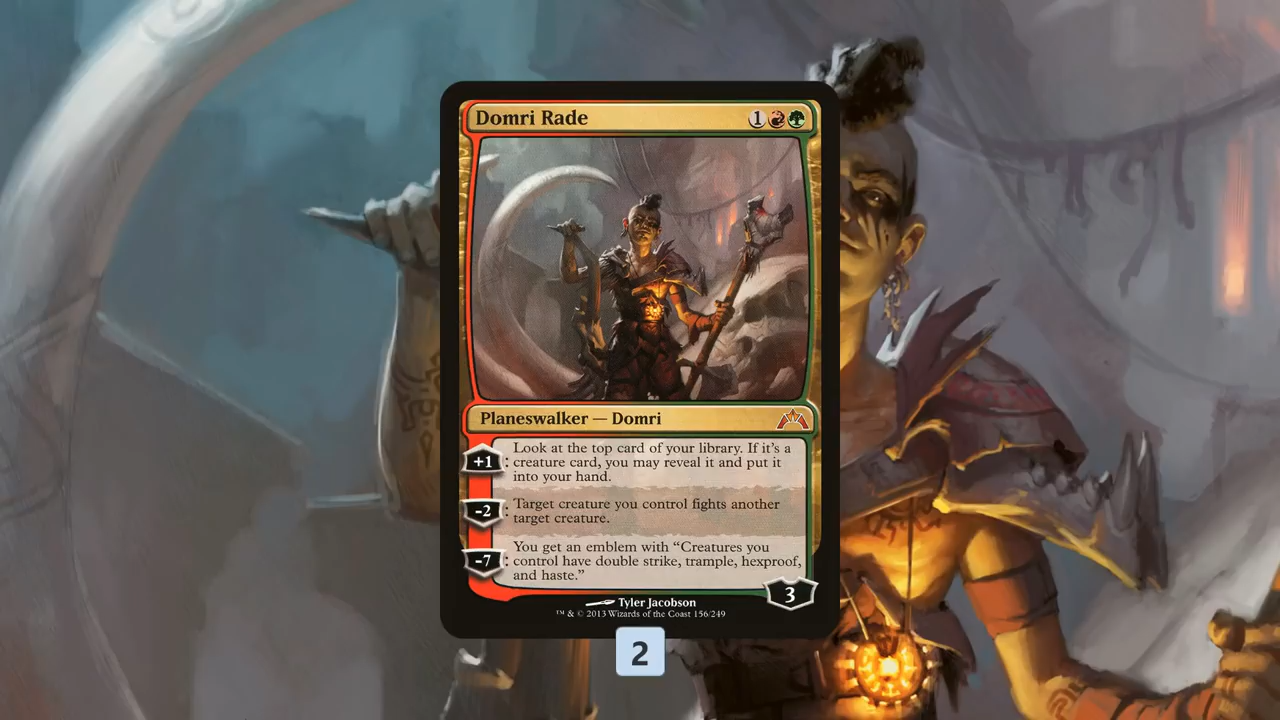 Domri Rade 1
Planeswalker — Domri
+1: Look at the top card of your library. If it's a
creature card, you may reveal it and put it
into your hand.
-2: Target creature you control fights another
target creature.
-7: You get an emblem with “Creatures you
control have double strike, trample, hexproof,
and haste.”
3
Tyler Jacobson
™ & © 2013 Wizards of the Coast 156/249
2